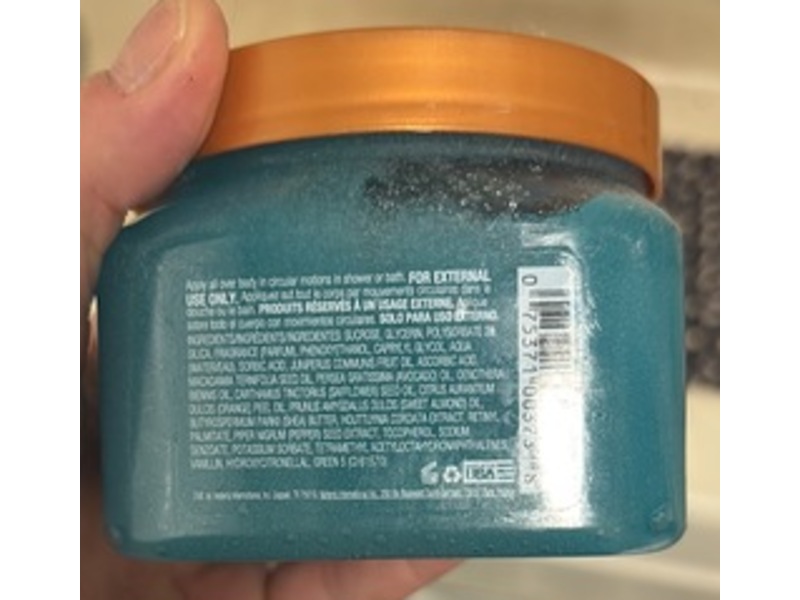 Apply all over body in circular motions in shower or bath. FOR EXTERNAL
USE ONLY. Appliquez sur tout le corps par mouvements circulaires dans la
douche ou le bain. PRODUITS RÉSERVÉS À UN USAGE EXTERNE. Aplique
sobre todo el cuerpo con movimientos circulares. SOLO PARA USO EXTERNO.
INGREDIENTS/INGRÉDIENTS/INGREDIENTES: SUCROSE, GLYCERIN, POLYSORBATE 20,
SILICA, FRAGRANCE (PARFUM), PHENOXYETHANOL, CAPRYLYL GLYCOL, AQUA
(WATER/EAU), SORBIC ACID, JUNIPERUS COMMUNIS FRUIT OIL, ASCORBIC ACID,
MACADAMIA TERNIFOLIA SEED OIL, PERSEA GRATISSIMA (AVOCADO) OIL, OENOTHERA
BIENNIS OIL, CARTHAMUS TINCTORIUS (SAFFLOWER) SEED OIL, CITRUS AURANTIUM
DULCIS (ORANGE) PEEL OIL, PRUNUS AMYGDALUS DULCIS (SWEET ALMOND) OIL,
BUTYROSPERMUM PARKII (SHEA) BUTTER, HOUTTUYNIA CORDATA EXTRACT, RETINYL
PALMITATE, PIPER NIGRUM (PEPPER) SEED EXTRACT, TOCOPHEROL, SODIUM
BENZOATE, POTASSIUM SORBATE, TETRAMETHYL ACETYLOCTAHYDRONAPHTHALENES,
VANILLIN, HYDROXYCITRONELLAL, GREEN 5 (CI 61570)